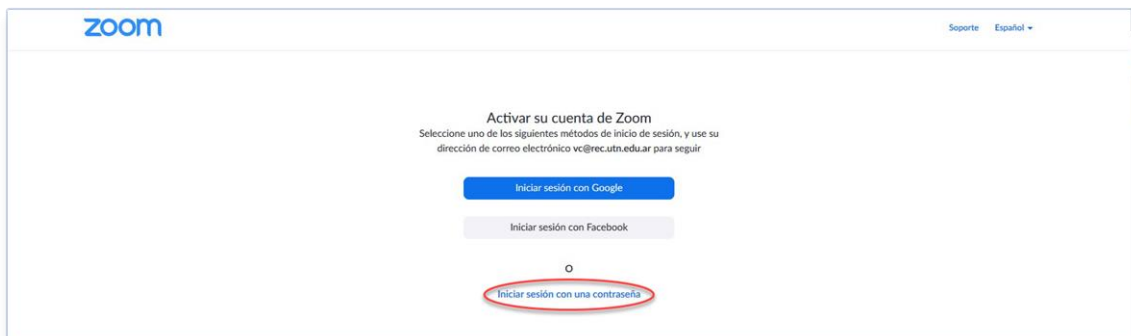 zoom
Soporte Español
Activar su cuenta de Zoom
Seleccione uno de los siguientes métodos de inicio de sesión, y use su
dirección de correo electrónico vc@rec.utn.edu.ar para seguir
Iniciar sesión con Google
Iniciar sesión con Facebook
O
Iniciar sesión con una contraseña